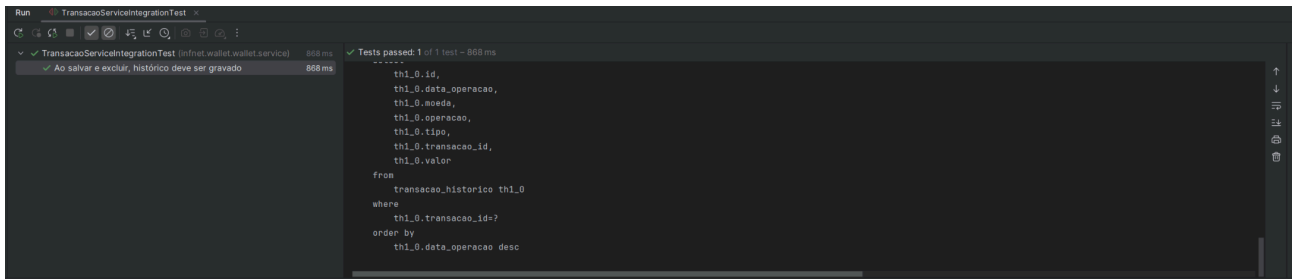 Run TransacaoServiceIntegrationTest ×
TransacaoServiceIntegrationTest (infnet.wallet.wallet.service) 868 ms
Ao salvar e excluir, histórico deve ser gravado 868 ms
Tests passed: 1 of 1 test – 868 ms
th1_0.id,
th1_0.data_operacao,
th1_0.moeda,
th1_0.operacao,
th1_0.tipo,
th1_0.transacao_id,
th1_0.valor
from
transacao_historico th1_0
where
th1_0.transacao_id=?
order by
th1_0.data_operacao desc